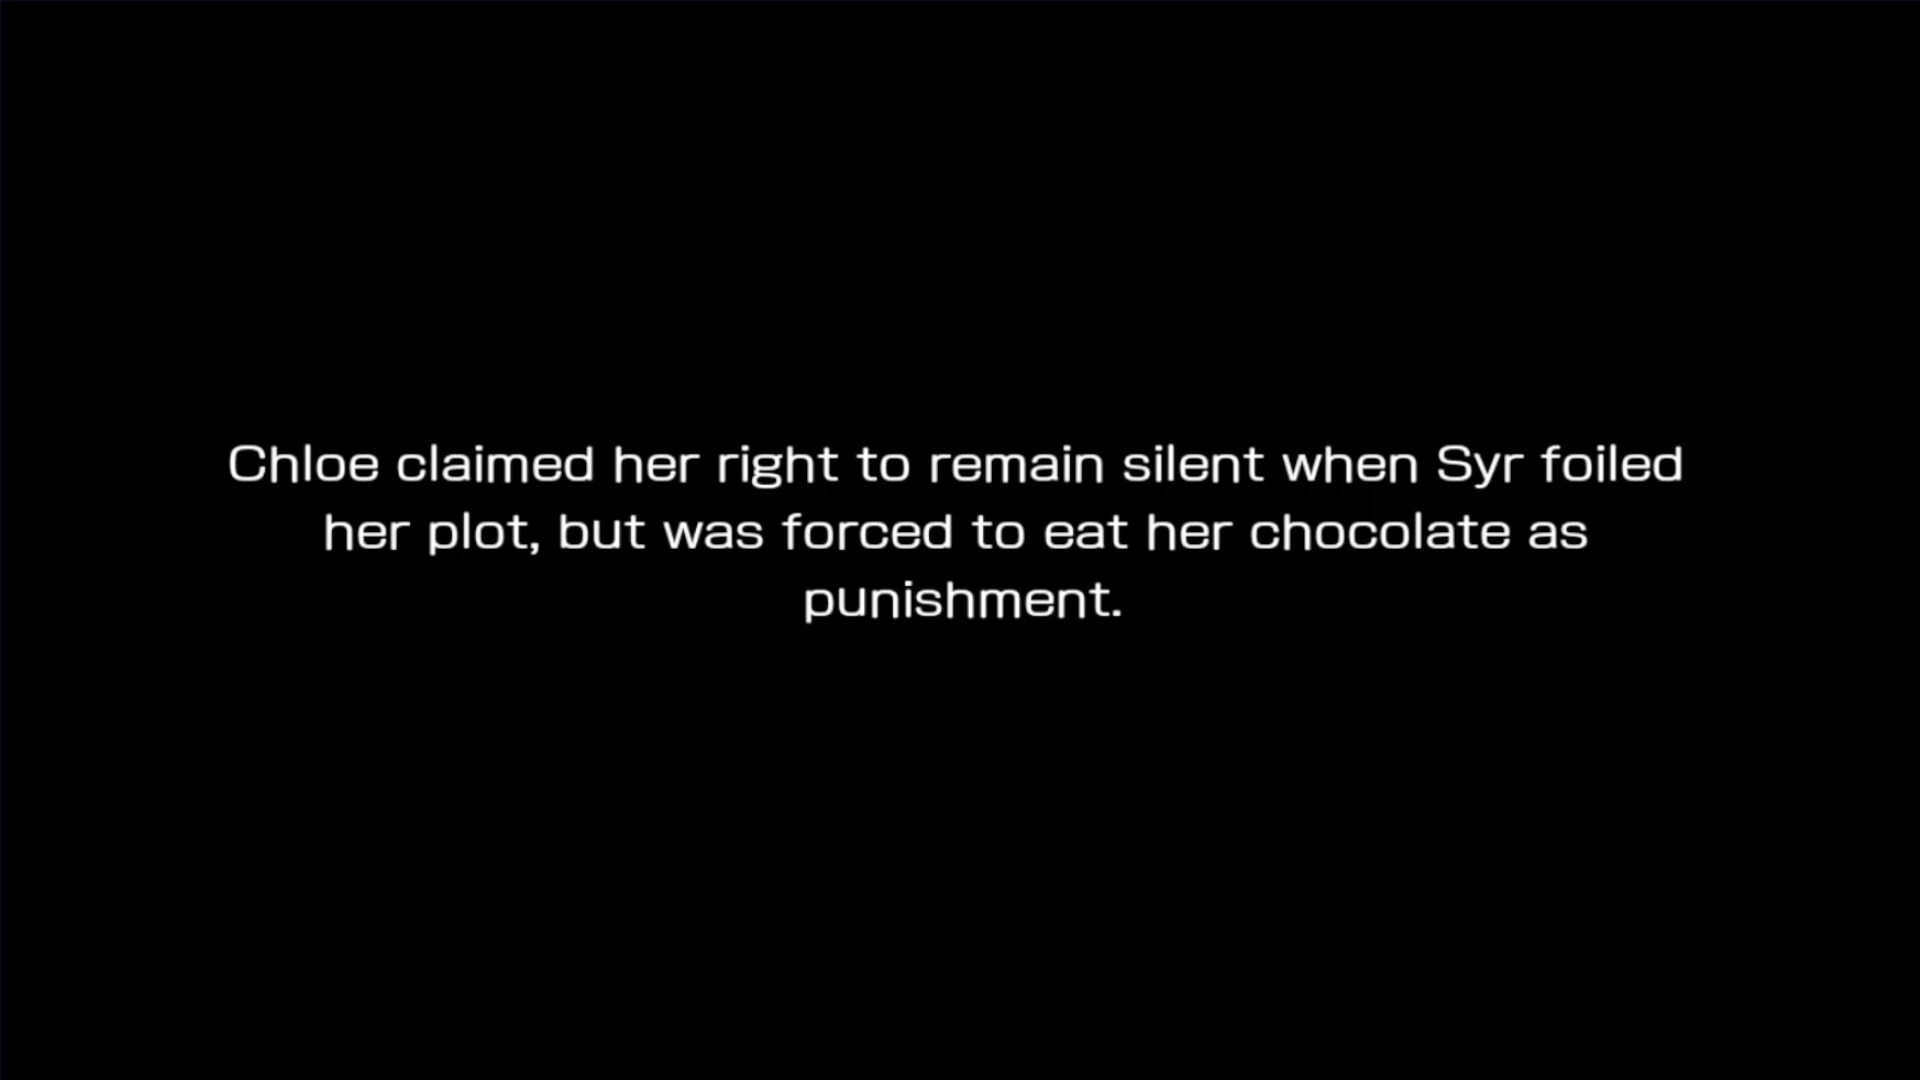 Chloe claimed her right to remain silent when Syr foiled
her plot, but was forced to eat her chocolate as
punishment.